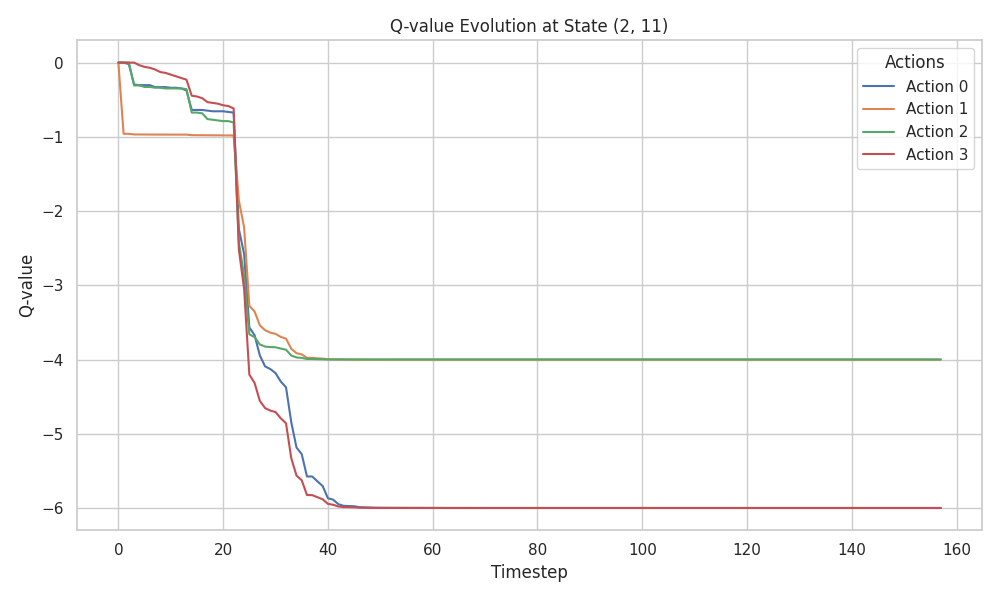 Q-value Evolution at State (2, 11)
Actions
Action 0
Action 1
Action 2
Action 3
Q-value
0
−1
−2
−3
−4
−5
−6
0 20 40 60 80 100 120 140 160
Timestep